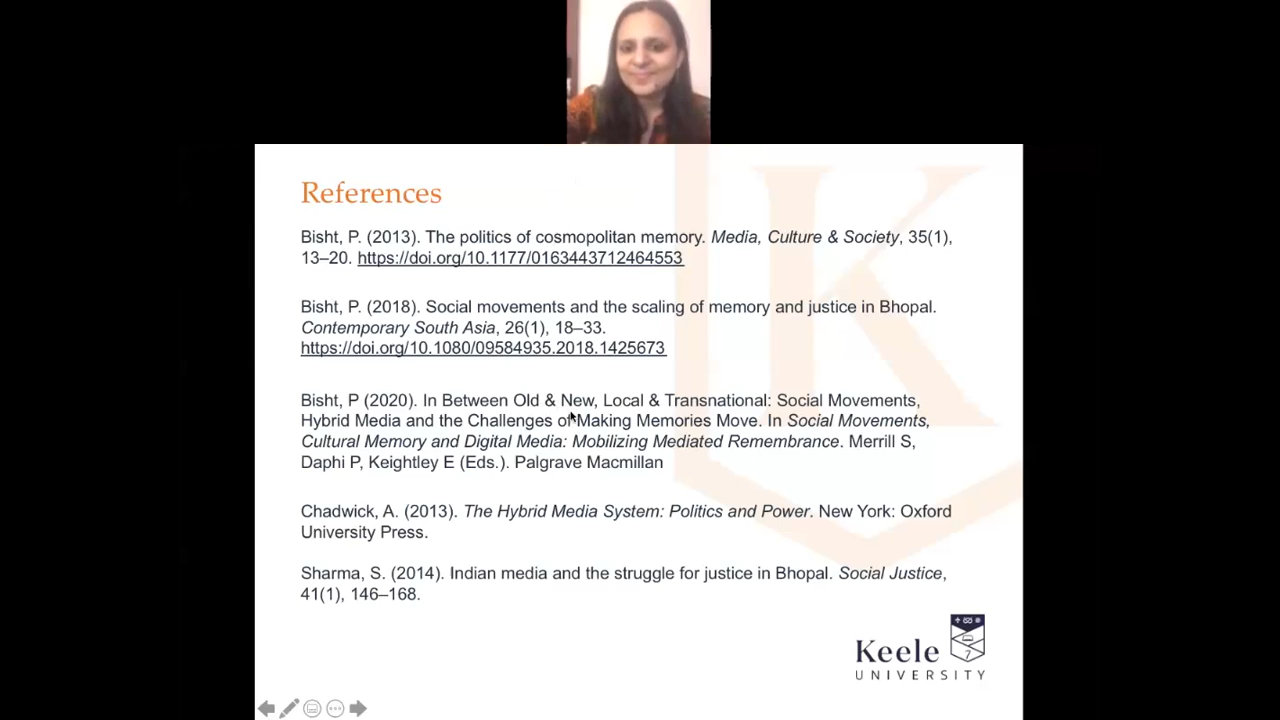 References
Bisht, P. (2013). The politics of cosmopolitan memory. Media, Culture & Society, 35(1),
13–20. https://doi.org/10.1177/0163443712464553
Bisht, P. (2018). Social movements and the scaling of memory and justice in Bhopal.
Contemporary South Asia, 26(1), 18–33.
https://doi.org/10.1080/09584935.2018.1425673
Bisht, P (2020). In Between Old & New, Local & Transnational: Social Movements,
Hybrid Media and the Challenges of Making Memories Move. In Social Movements,
Cultural Memory and Digital Media: Mobilizing Mediated Remembrance. Merrill S,
Daphi P, Keightley E (Eds.). Palgrave Macmillan
Chadwick, A. (2013). The Hybrid Media System: Politics and Power. New York: Oxford
University Press.
Sharma, S. (2014). Indian media and the struggle for justice in Bhopal. Social Justice,
41(1), 146–168.
Keele
UNIVERSITY